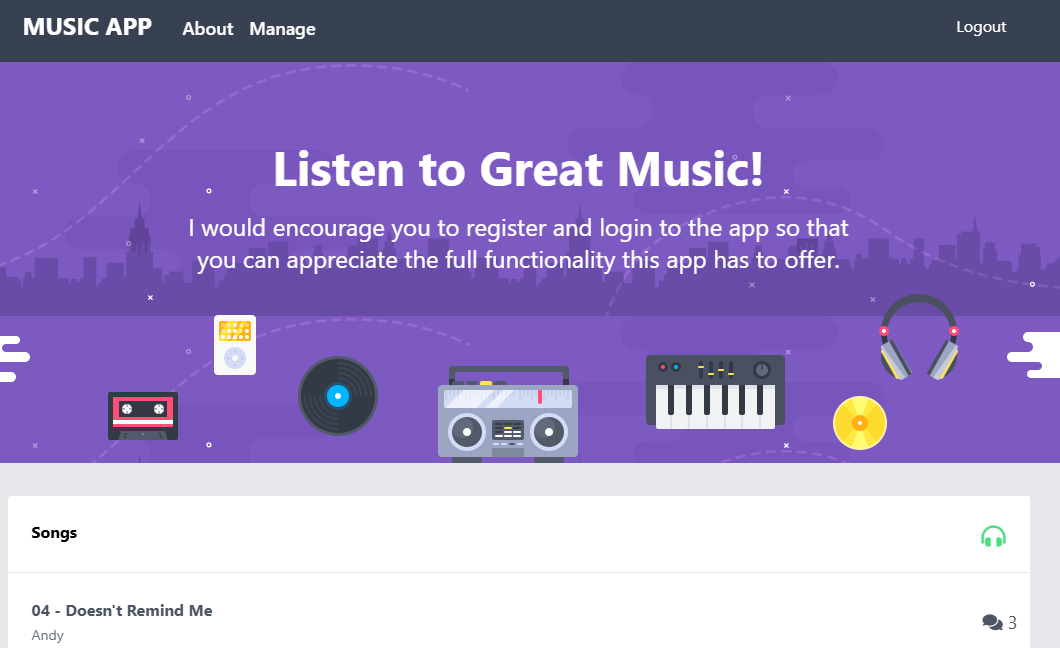 MUSIC APP About Manage Logout
Listen to Great Music!
I would encourage you to register and login to the app so that
you can appreciate the full functionality this app has to offer.
Songs
04 - Doesn't Remind Me
Andy
3